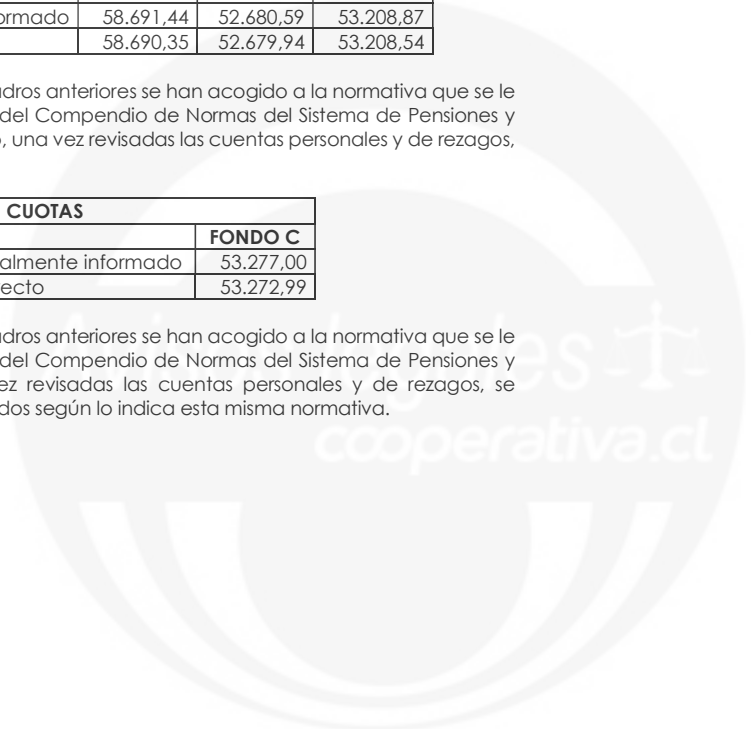 ormado 58.691,44 52.680,59 53.208,87
58.690,35 52.679,94 53.208,54
dros anteriores se han acogido a la normativa que se le
del Compendio de Normas del Sistema de Pensiones y
, una vez revisadas las cuentas personales y de rezagos,
CUOTAS
FONDO C
almente informado 53.277,00
ecto 53.272,99
dros anteriores se han acogido a la normativa que se le
del Compendio de Normas del Sistema de Pensiones y
ez revisadas las cuentas personales y de rezagos, se
dos según lo indica esta misma normativa.
cooperativa.cl